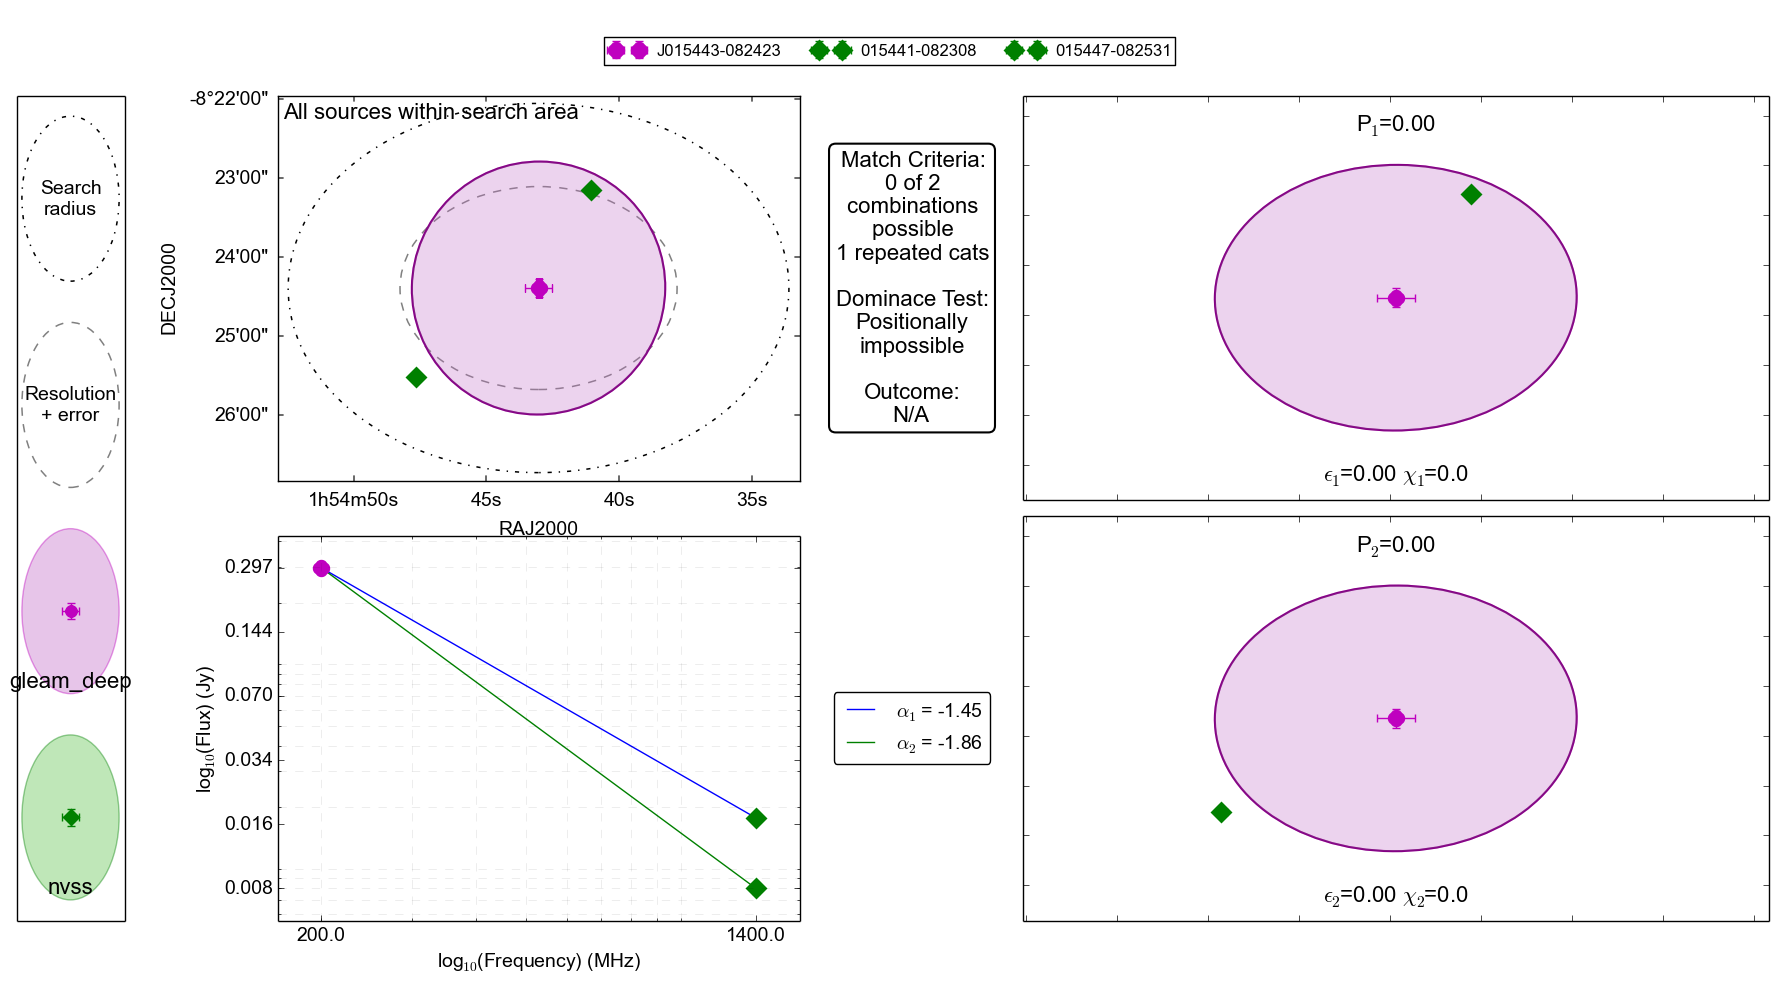 J015443-082423 015441-082308 015447-082531
Search
radius
Resolution
+ error
gleam_deep
nvss
All sources within search area
-8°22'00"
23'00"
24'00"
25'00"
26'00"
DECJ2000
1h54m50s 45s 40s 35s
RAJ2000
Match Criteria:
0 of 2
combinations
possible
1 repeated cats
Dominace Test:
Positionally
impossible
Outcome:
N/A
P₁=0.00
ϵ₁=0.00 χ₁=0.0
0.297
0.144
0.070
0.034
0.016
0.008
log₁₀(Flux) (Jy)
200.0 1400.0
log₁₀(Frequency) (MHz)
α₁ = -1.45
α₂ = -1.86
P₂=0.00
ϵ₂=0.00 χ₂=0.0